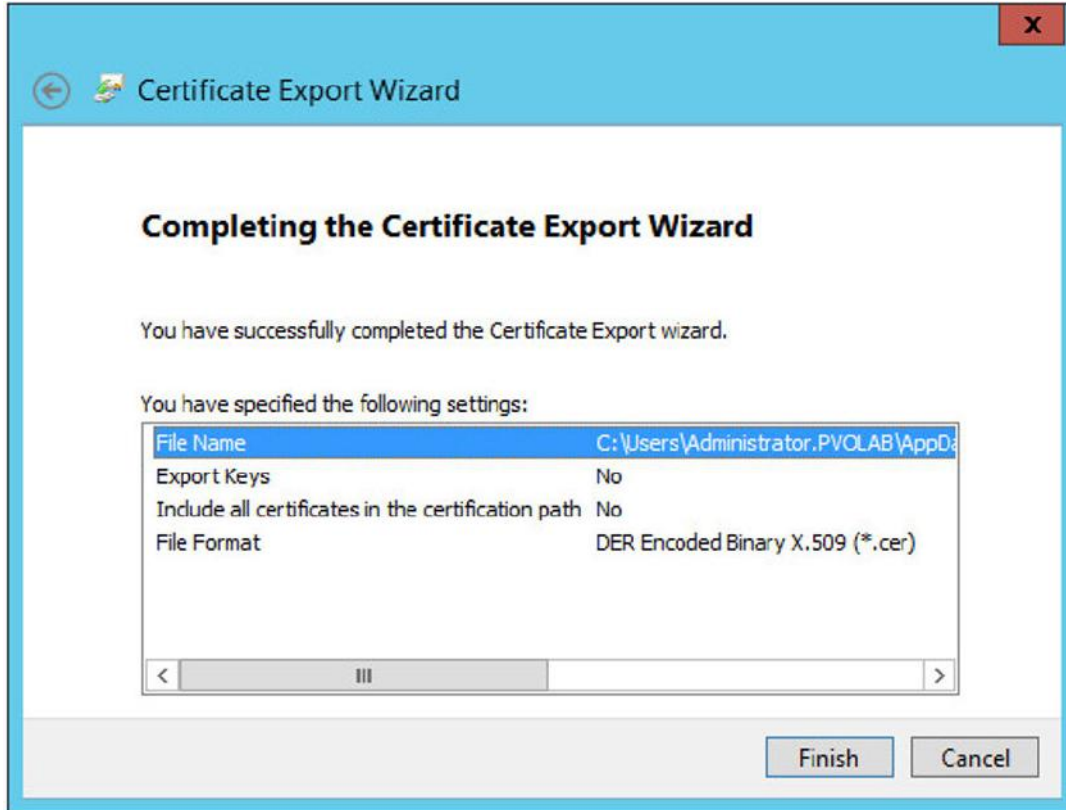 X
Certificate Export Wizard
Completing the Certificate Export Wizard
You have successfully completed the Certificate Export wizard.
You have specified the following settings:
File Name C:\Users\Administrator.PVOLAB\AppDa
Export Keys No
Include all certificates in the certification path No
File Format DER Encoded Binary X.509 (*.cer)
Finish Cancel